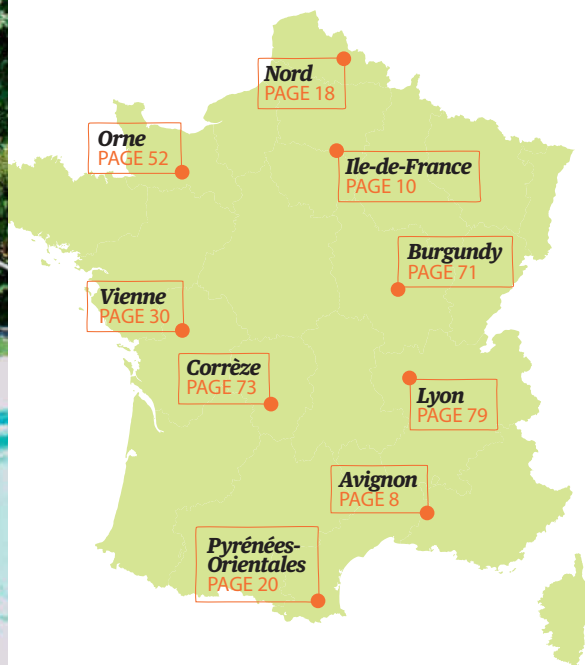 Nord
PAGE 18
Orne
PAGE 52
Ile-de-France
PAGE 10
Burgundy
PAGE 71
Vienne
PAGE 30
Corrèze
PAGE 73
Lyon
PAGE 79
Avignon
PAGE 8
Pyrénées-
Orientales
PAGE 20